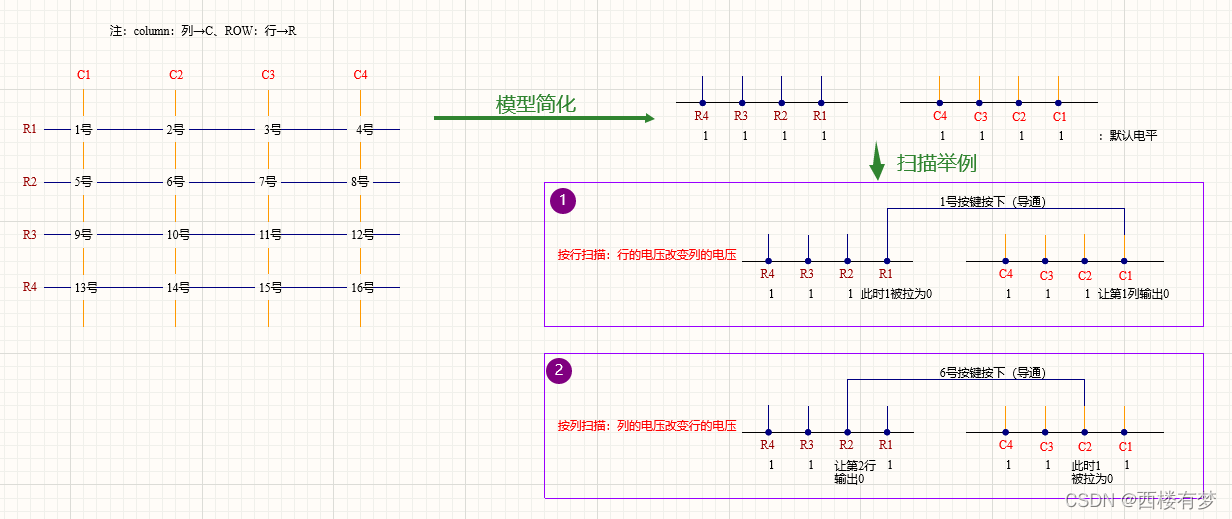 注：column：列→C、ROW：行→R
C1 C2 C3 C4
R1 1号 2号 3号 4号
R2 5号 6号 7号 8号
R3 9号 10号 11号 12号
R4 13号 14号 15号 16号
模型简化
R4 R3 R2 R1 C4 C3 C2 C1
1 1 1 1 1 1 1 1 ：默认电平
扫描举例
1
1号按键按下（导通）
按行扫描：行的电压改变列的电压
R4 R3 R2 R1 C4 C3 C2 C1
1 1 1 此时1被拉为0 1 1 1 让第1列输出0
2
6号按键按下（导通）
按列扫描：列的电压改变行的电压
R4 R3 R2 R1 C4 C3 C2 C1
1 1 让第2行 1 1 1 此时1 1
输出0 被拉为0
CSDN @西楼有梦